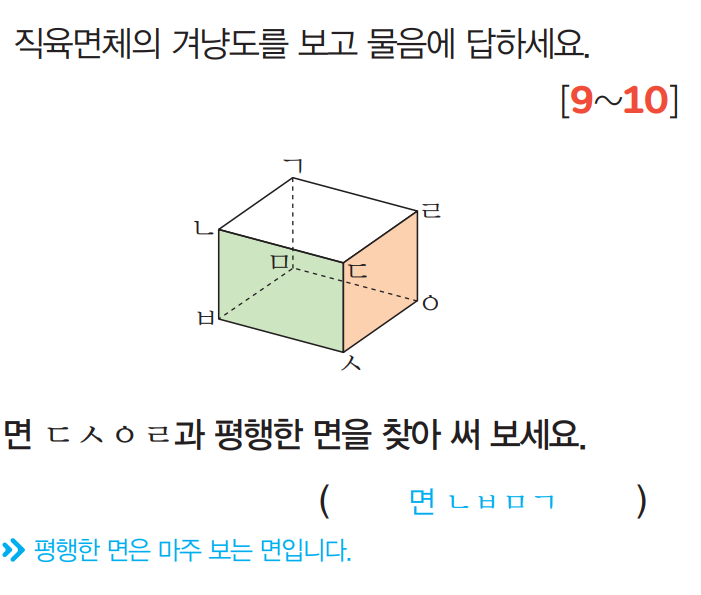 직육면체의 겨냥도를 보고 물음에 답하세요.
[9~10]
ㄱ
ㄹ
ㄴ
ㅁ
ㄷ
ㅇ
ㅂ
ㅅ
면 ㄷㅅㅇㄹ과 평행한 면을 찾아 써 보세요.
( 면 ㄴㅂㅁㄱ )
>> 평행한 면은 마주 보는 면입니다.